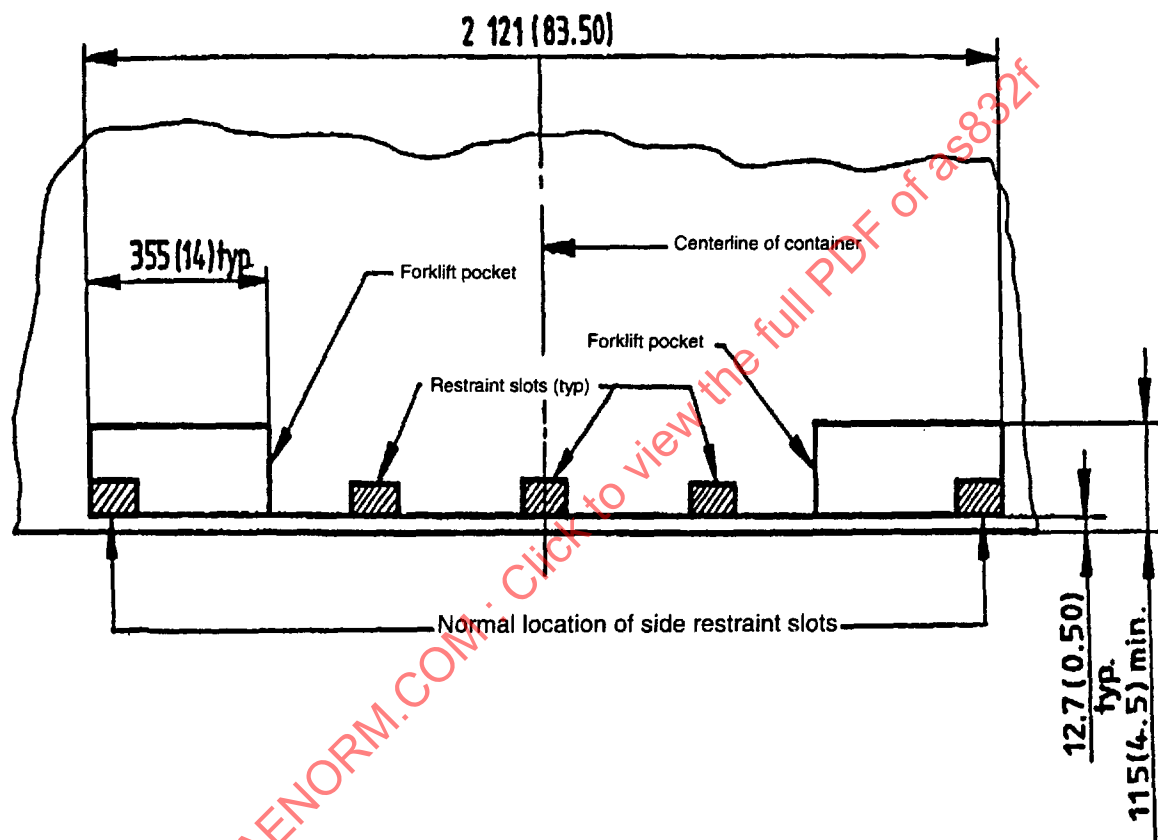 2 121 (83.50)
Centerline of container
355 (14) typ.
Forklift pocket
Forklift pocket
Restraint slots (typ)
Normal location of side restraint slots
12.7 (0.50)
typ.
115 (4.5) min.
AENORM.COM : Click to view the full PDF of as832f